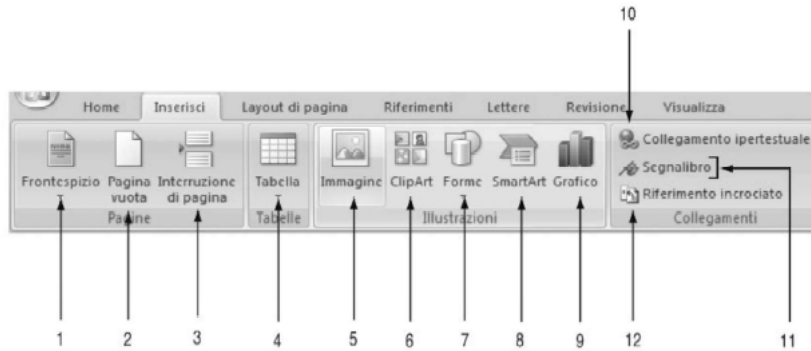 10
Home Inserisci Layout di pagina Riferimenti Lettere Revisione Visualizza
Frontespizio Pagina vuota Interruzione di pagina Tabella Immagine ClipArt Forme SmartArt Grafico
Collegamento ipertestuale
Segnalibro
Riferimento incrociato
Pagine Tabelle Illustrazioni Collegamenti
1 2 3 4 5 6 7 8 9 12 11